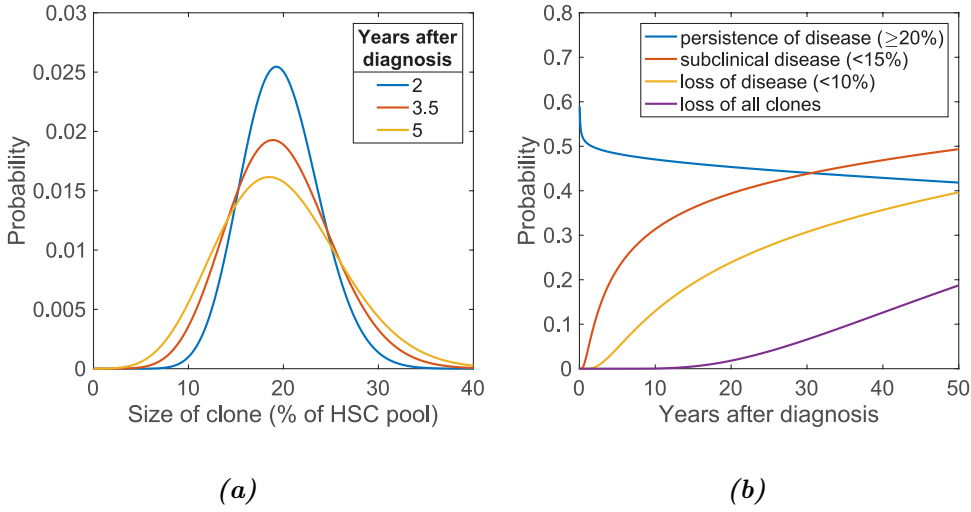 0.03
0.025
0.02
0.015
0.01
0.005
0
Probability
0
10
20
30
40
Size of clone (% of HSC pool)
Years after
diagnosis
2
3.5
5
(a)
0.8
0.7
0.6
0.5
0.4
0.3
0.2
0.1
0
Probability
0
10
20
30
40
50
Years after diagnosis
persistence of disease (≥20%)
subclinical disease (<15%)
loss of disease (<10%)
loss of all clones
(b)